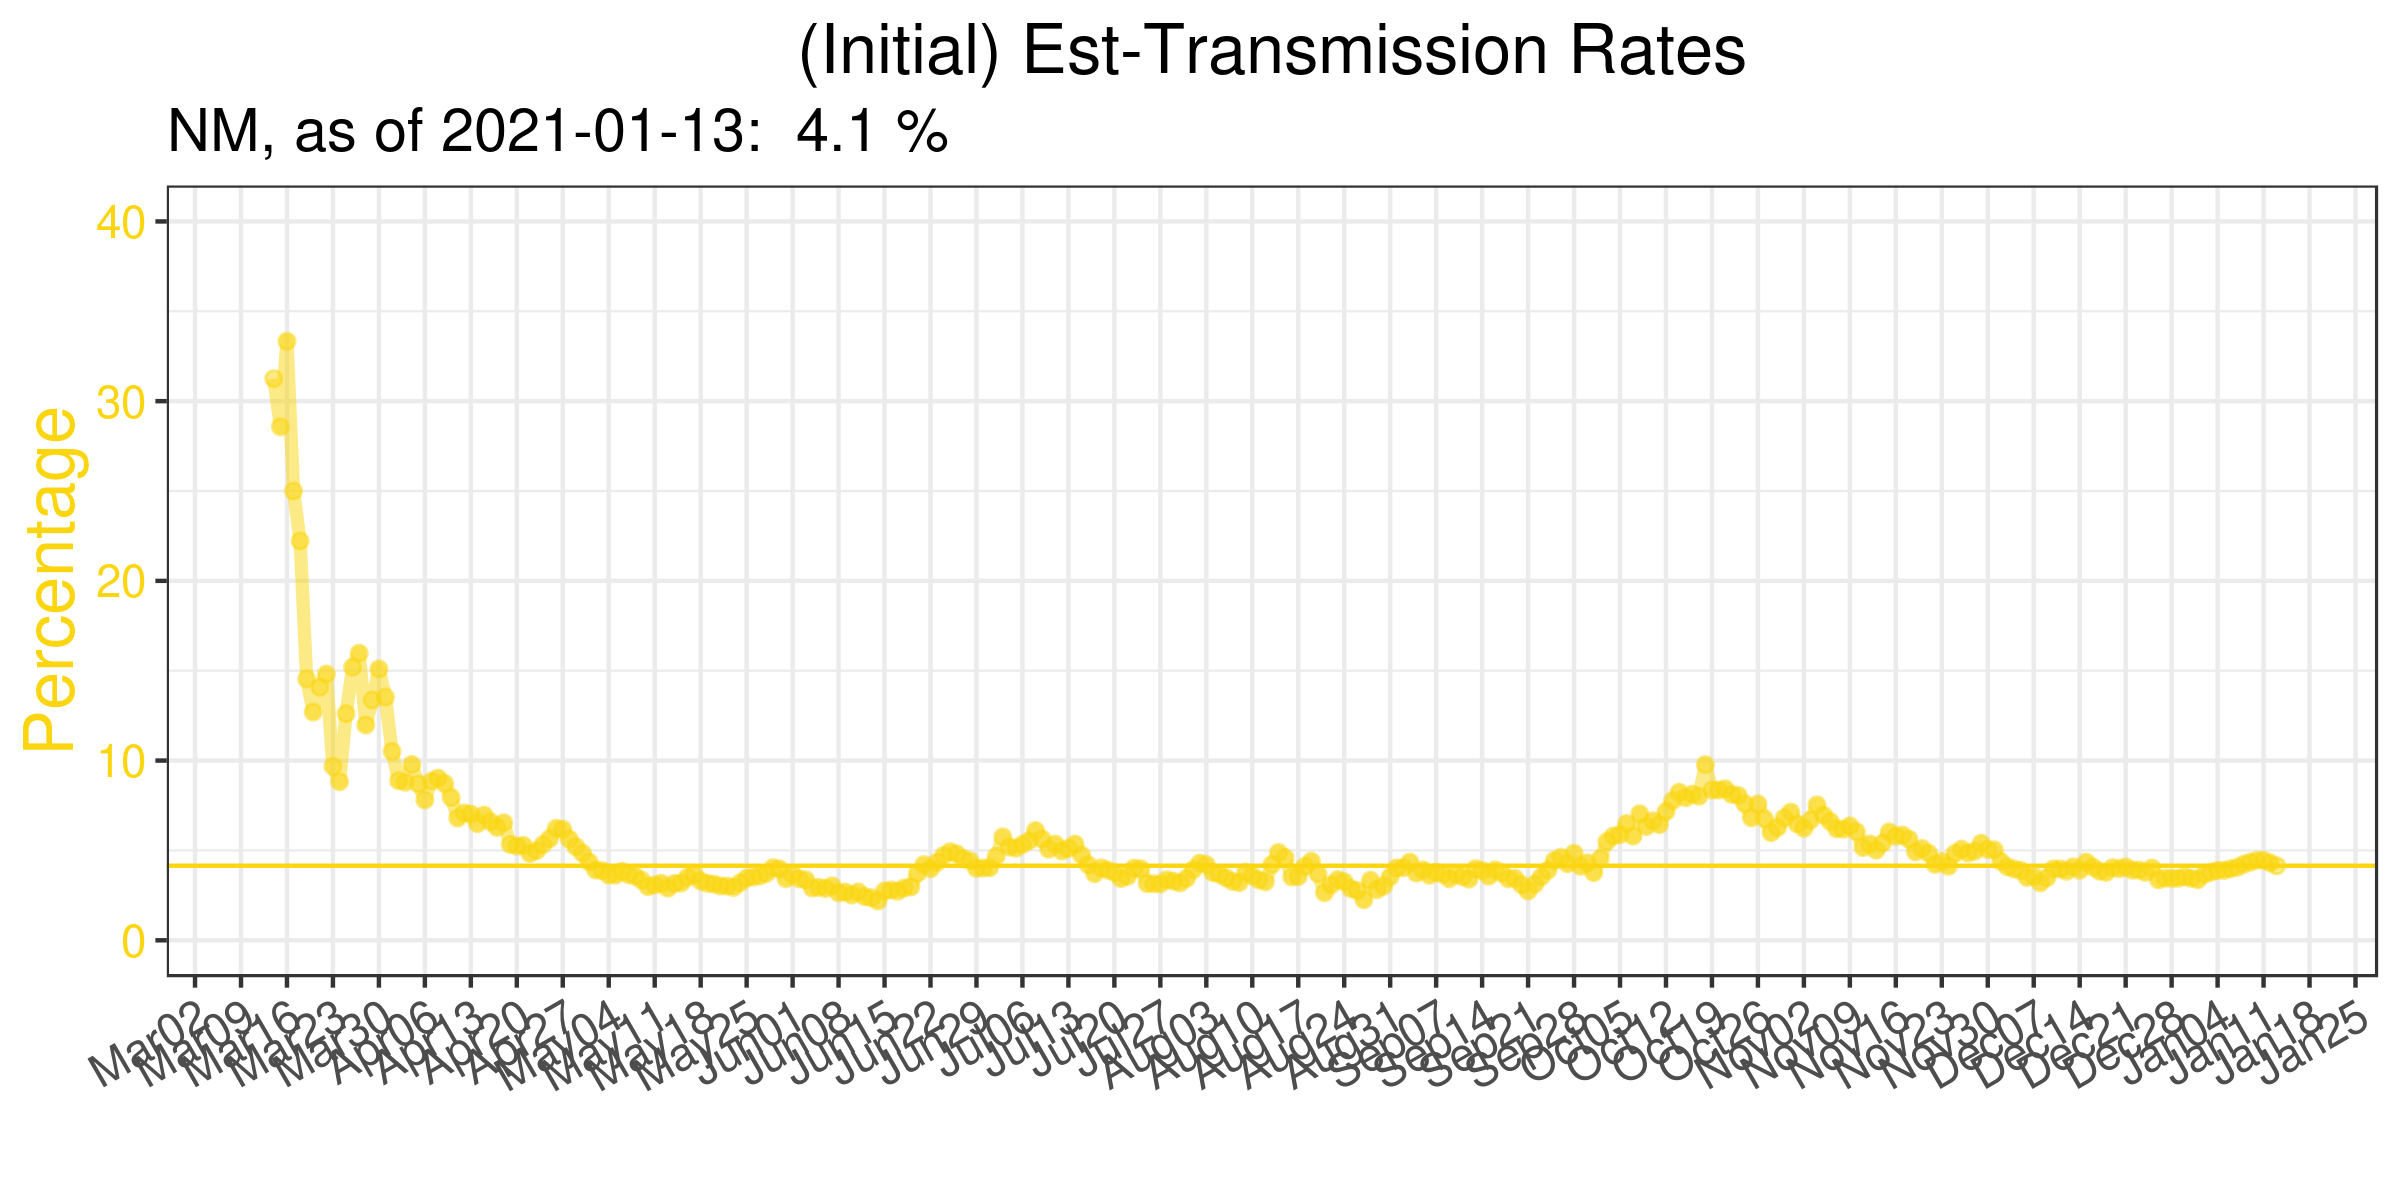 (Initial) Est-Transmission Rates
NM, as of 2021-01-13:  4.1 %
Percentage
40
30
20
10
0
Mar02
Mar09
Mar16
Mar23
Mar30
Apr06
Apr13
Apr20
Apr27
May04
May11
May18
May25
Jun01
Jun08
Jun15
Jun22
Jun29
Jul06
Jul13
Jul20
Jul27
Aug03
Aug10
Aug17
Aug24
Aug31
Sep07
Sep14
Sep21
Sep28
Oct05
Oct12
Oct19
Oct26
Nov02
Nov09
Nov16
Nov23
Nov30
Dec07
Dec14
Dec21
Dec28
Jan04
Jan11
Jan18
Jan25